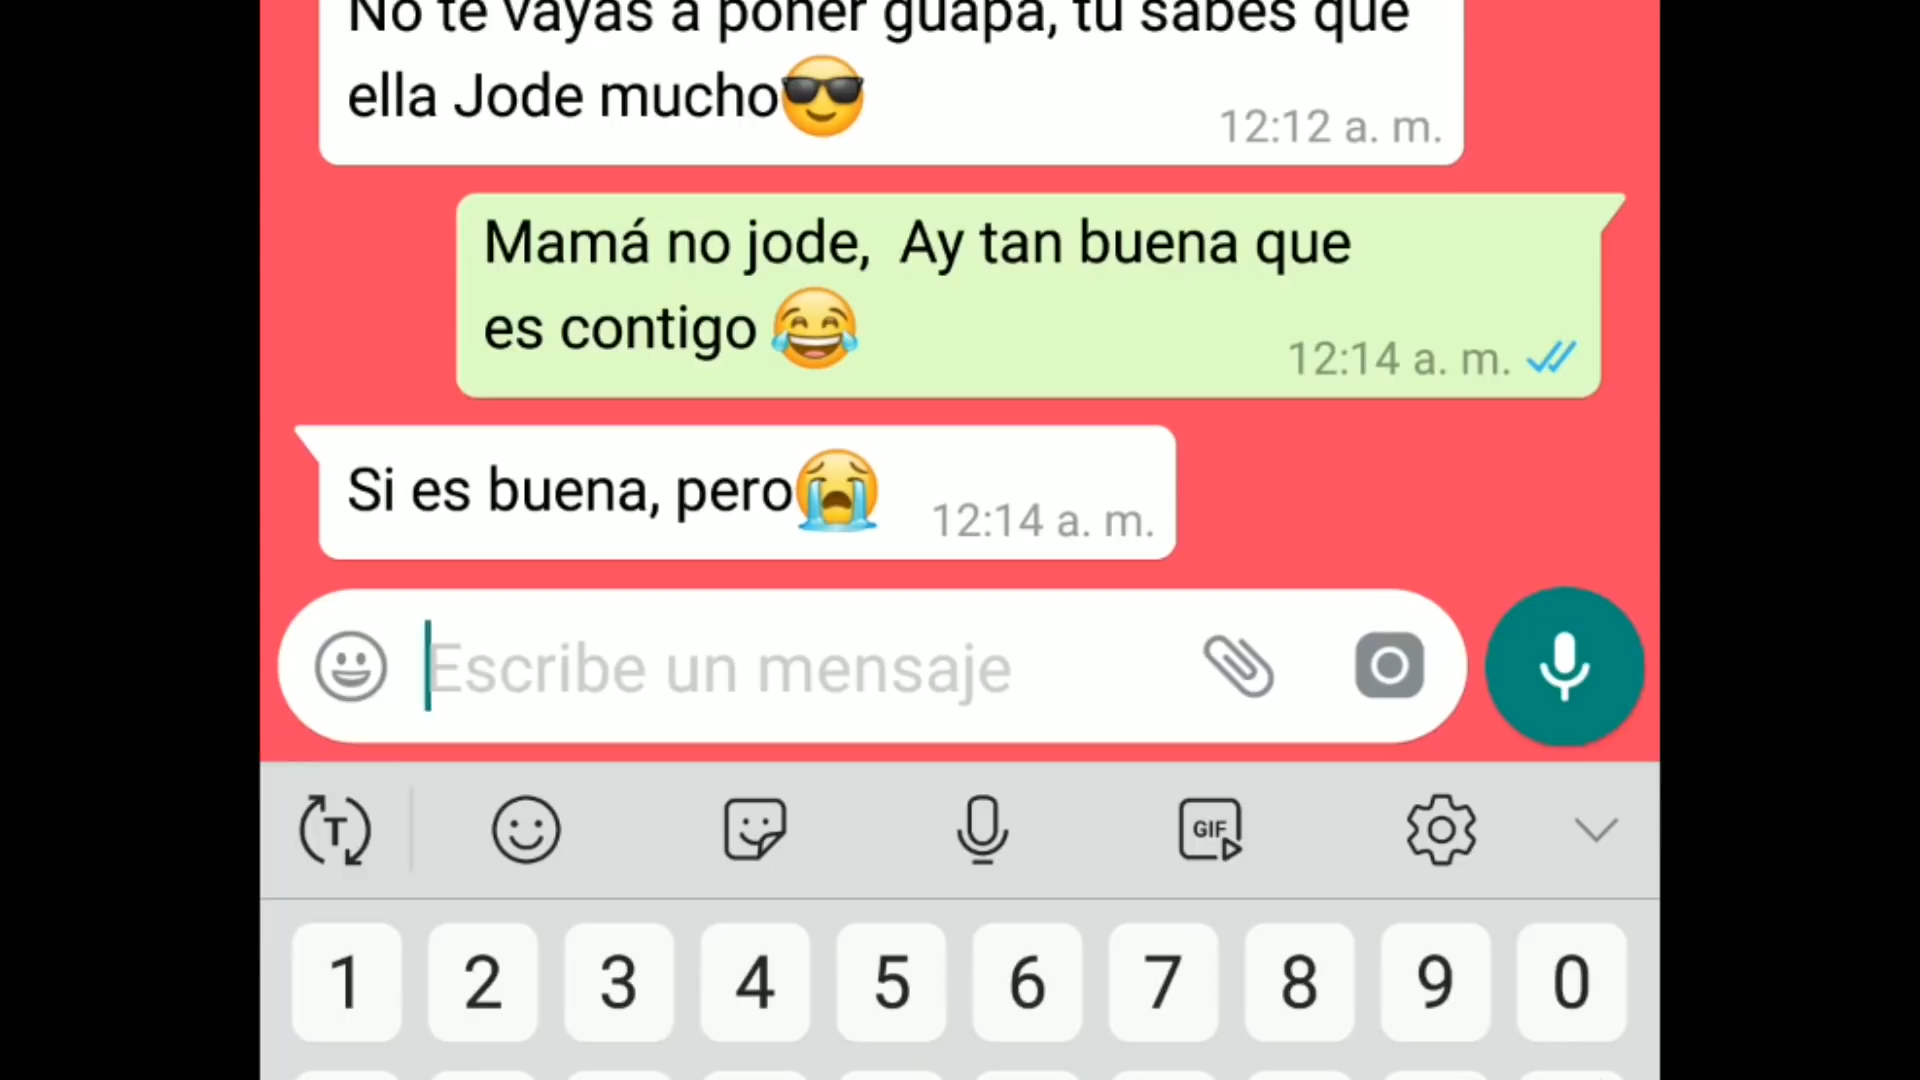 No te vayas a poner guapa, tu sabes que
ella Jode mucho😎
12:12 a. m.
Mamá no jode,  Ay tan buena que
es contigo 😂
12:14 a. m.
Si es buena, pero😭
12:14 a. m.
Escribe un mensaje
T
GIF
1 2 3 4 5 6 7 8 9 0